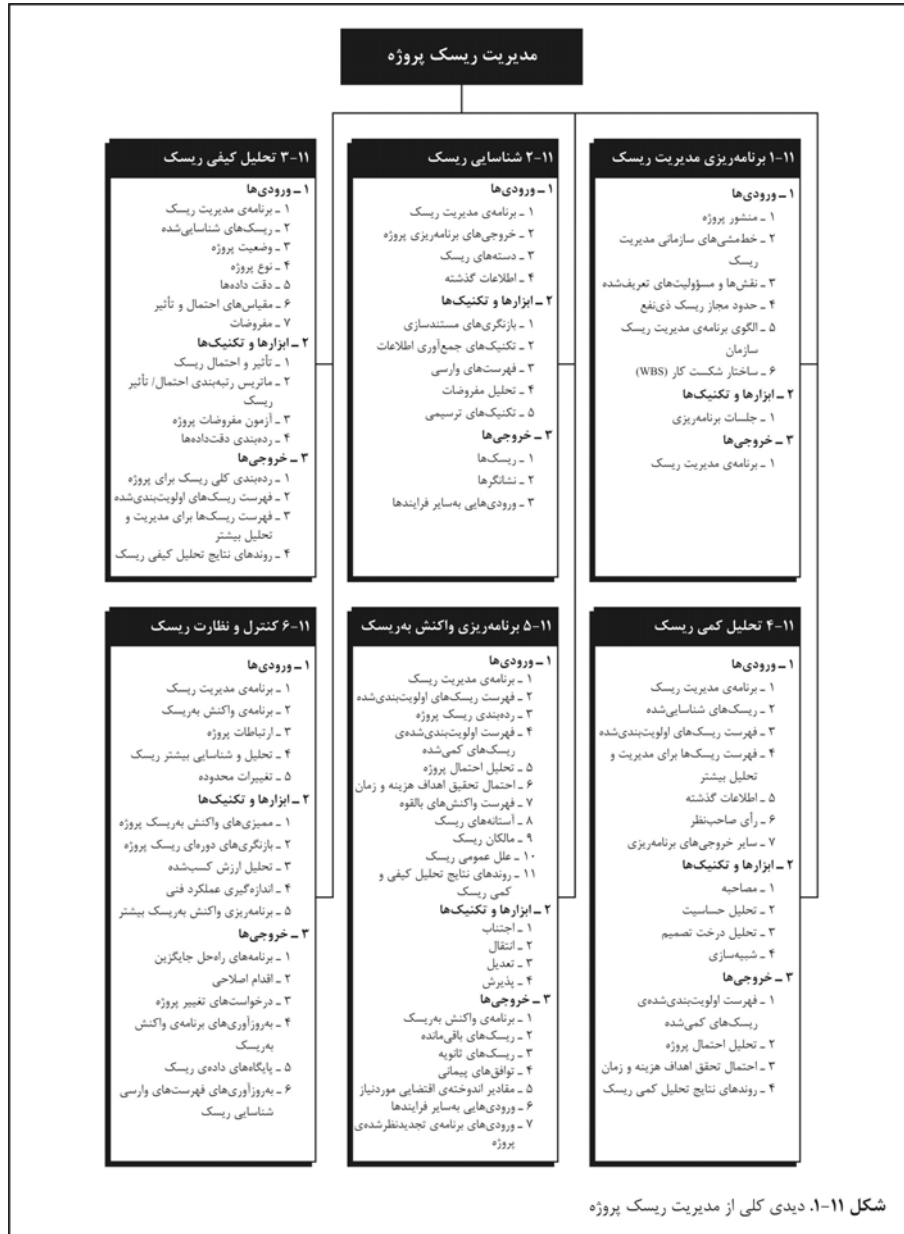 مدیریت ریسک پروژه
۱۱-۱ برنامه‌ریزی مدیریت ریسک
۱ ـ ورودی‌ها
۱ ـ منشور پروژه
۲ ـ خط‌مشی‌های سازمانی مدیریت
ریسک
۳ ـ نقش‌ها و مسؤولیت‌های تعریف‌شده
۴ ـ حدود مجاز ریسک ذی‌نفع
۵ ـ الگوی برنامه‌ی مدیریت ریسک
سازمان
۶ ـ ساختار شکست کار (WBS)
۲ ـ ابزارها و تکنیک‌ها
۱ ـ جلسات برنامه‌ریزی
۳ ـ خروجی‌ها
۱ ـ برنامه‌ی مدیریت ریسک
۱۱-۲ شناسایی ریسک
۱ ـ ورودی‌ها
۱ ـ برنامه‌ی مدیریت ریسک
۲ ـ خروجی‌های برنامه‌ریزی پروژه
۳ ـ دسته‌های ریسک
۴ ـ اطلاعات گذشته
۲ ـ ابزارها و تکنیک‌ها
۱ ـ بازنگری‌های مستندسازی
۲ ـ تکنیک‌های جمع‌آوری اطلاعات
۳ ـ فهرست‌های وارسی
۴ ـ تحلیل مفروضات
۵ ـ تکنیک‌های ترسیمی
۳ ـ خروجی‌ها
۱ ـ ریسک‌ها
۲ ـ نشانگرها
۳ ـ ورودی‌هایی به‌سایر فرایندها
۱۱-۳ تحلیل کیفی ریسک
۱ ـ ورودی‌ها
۱ ـ برنامه‌ی مدیریت ریسک
۲ ـ ریسک‌های شناسایی‌شده
۳ ـ وضعیت پروژه
۴ ـ نوع پروژه
۵ ـ دقت داده‌ها
۶ ـ مقیاس‌های احتمال و تأثیر
۷ ـ مفروضات
۲ ـ ابزارها و تکنیک‌ها
۱ ـ تأثیر و احتمال ریسک
۲ ـ ماتریس رتبه‌بندی احتمال/ تأثیر
ریسک
۳ ـ آزمون مفروضات پروژه
۴ ـ رده‌بندی دقت‌داده‌ها
۳ ـ خروجی‌ها
۱ ـ رده‌بندی کلی ریسک برای پروژه
۲ ـ فهرست ریسک‌های اولویت‌بندی‌شده
۳ ـ فهرست ریسک‌ها برای مدیریت و
تحلیل بیشتر
۴ ـ روندهای نتایج تحلیل کیفی ریسک
۱۱-۴ تحلیل کمی ریسک
۱ ـ ورودی‌ها
۱ ـ برنامه‌ی مدیریت ریسک
۲ ـ ریسک‌های شناسایی‌شده
۳ ـ فهرست ریسک‌های اولویت‌بندی‌شده
۴ ـ فهرست ریسک‌ها برای مدیریت و
تحلیل بیشتر
۵ ـ اطلاعات گذشته
۶ ـ رأی صاحب‌نظر
۷ ـ سایر خروجی‌های برنامه‌ریزی
۲ ـ ابزارها و تکنیک‌ها
۱ ـ مصاحبه
۲ ـ تحلیل حساسیت
۳ ـ تحلیل درخت تصمیم
۴ ـ شبیه‌سازی
۳ ـ خروجی‌ها
۱ ـ فهرست اولویت‌بندی‌شده‌ی
ریسک‌های کمی‌شده
۲ ـ تحلیل احتمال پروژه
۳ ـ احتمال تحقق اهداف هزینه و زمان
۴ ـ روندهای نتایج تحلیل کمی ریسک
۱۱-۵ برنامه‌ریزی واکنش به‌ریسک
۱ ـ ورودی‌ها
۱ ـ برنامه‌ی مدیریت ریسک
۲ ـ فهرست ریسک‌های اولویت‌بندی‌شده
۳ ـ رده‌بندی ریسک پروژه
۴ ـ فهرست اولویت‌بندی‌شده‌ی
ریسک‌های کمی‌شده
۵ ـ تحلیل احتمال پروژه
۶ ـ احتمال تحقیق اهداف هزینه و زمان
۷ ـ فهرست واکنش‌های بالقوه
۸ ـ آستانه‌های ریسک
۹ ـ مالکان ریسک
۱۰ ـ علل عمومی ریسک
۱۱ ـ روندهای نتایج تحلیل کیفی و
کمی ریسک
۲ ـ ابزارها و تکنیک‌ها
۱ ـ اجتناب
۲ ـ انتقال
۳ ـ تعدیل
۴ ـ پذیرش
۳ ـ خروجی‌ها
۱ ـ برنامه‌ی واکنش به‌ریسک
۲ ـ ریسک‌های باقی‌مانده
۳ ـ ریسک‌های ثانویه
۴ ـ توافق‌های پیمانی
۵ ـ مقادیر اندوخته‌ی اقتضایی موردنیاز
۶ ـ ورودی‌هایی به‌سایر فرایندها
۷ ـ ورودی‌های برنامه‌ی تجدیدنظرشده‌ی
پروژه
۱۱-۶ کنترل و نظارت ریسک
۱ ـ ورودی‌ها
۱ ـ برنامه‌ی مدیریت ریسک
۲ ـ برنامه‌ی واکنش به‌ریسک
۳ ـ ارتباطات پروژه
۴ ـ تحلیل و شناسایی بیشتر ریسک
۵ ـ تغییرات محدوده
۲ ـ ابزارها و تکنیک‌ها
۱ ـ ممیزی‌های واکنش به‌ریسک پروژه
۲ ـ بازنگری‌های دوره‌ای ریسک پروژه
۳ ـ تحلیل ارزش کسب‌شده
۴ ـ اندازه‌گیری عملکرد فنی
۵ ـ برنامه‌ریزی واکنش به‌ریسک بیشتر
۳ ـ خروجی‌ها
۱ ـ برنامه‌های راه‌حل جایگزین
۲ ـ اقدام اصلاحی
۳ ـ درخواست‌های تغییر پروژه
۴ ـ به‌روزآوری‌های برنامه‌ی واکنش
به‌ریسک
۵ ـ پایگاه‌های داده‌ی ریسک
۶ ـ به‌روزآوری‌های فهرست‌های وارسی
شناسایی ریسک
شکل ۱۱-۱. دیدی کلی از مدیریت ریسک پروژه